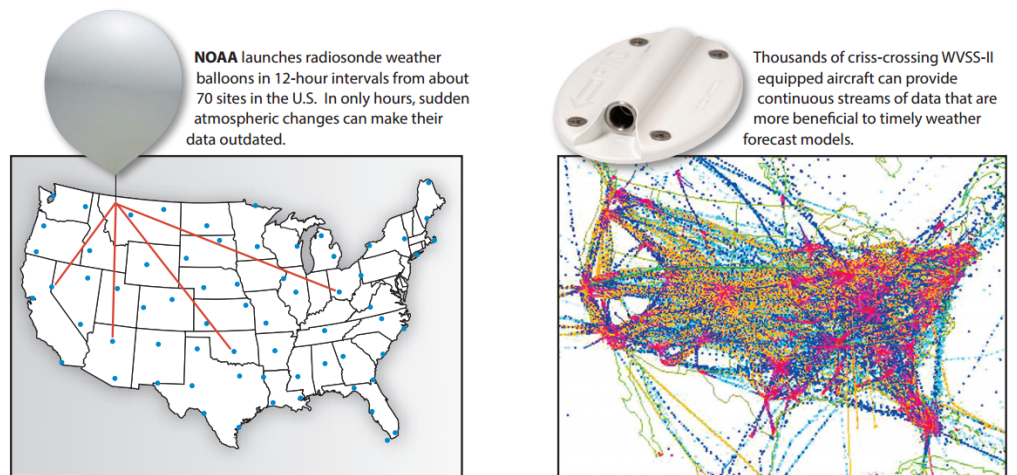 NOAA launches radiosonde weather
balloons in 12-hour intervals from about
70 sites in the U.S.  In only hours, sudden
atmospheric changes can make their
data outdated.
Thousands of criss-crossing WVSS-II
equipped aircraft can provide
continuous streams of data that are
more beneficial to timely weather
forecast models.